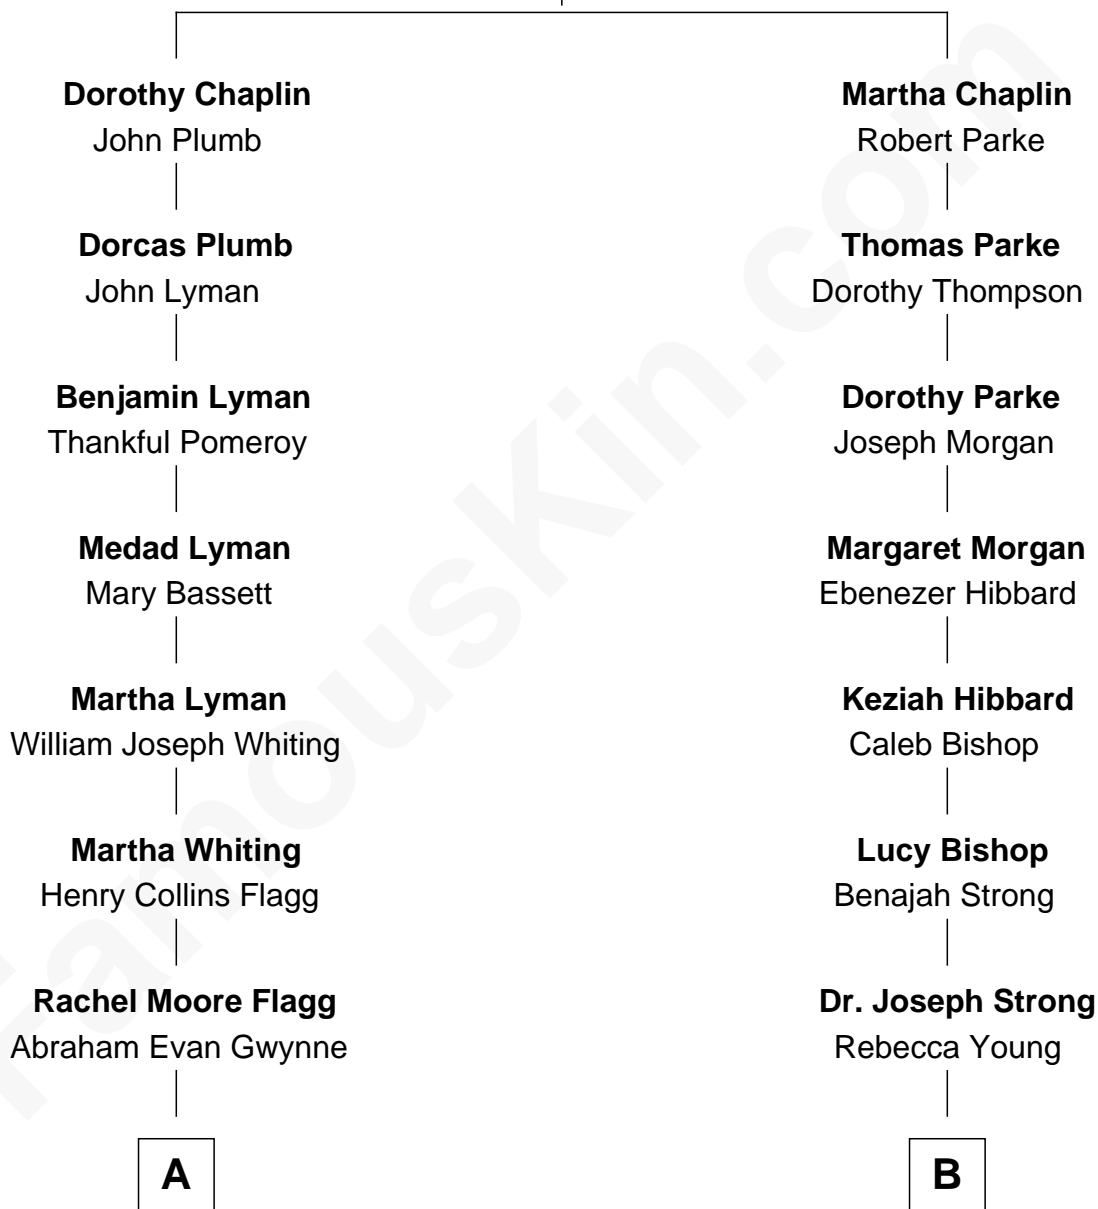 Dorothy Chaplin
John Plumb
Martha Chaplin
Robert Parke
Dorcas Plumb
John Lyman
Thomas Parke
Dorothy Thompson
Benjamin Lyman
Thankful Pomeroy
Dorothy Parke
Joseph Morgan
Medad Lyman
Mary Bassett
Margaret Morgan
Ebenezer Hibbard
Martha Lyman
William Joseph Whiting
Keziah Hibbard
Caleb Bishop
Martha Whiting
Henry Collins Flagg
Lucy Bishop
Benajah Strong
Rachel Moore Flagg
Abraham Evan Gwynne
Dr. Joseph Strong
Rebecca Young
A
B
FamousKin.com